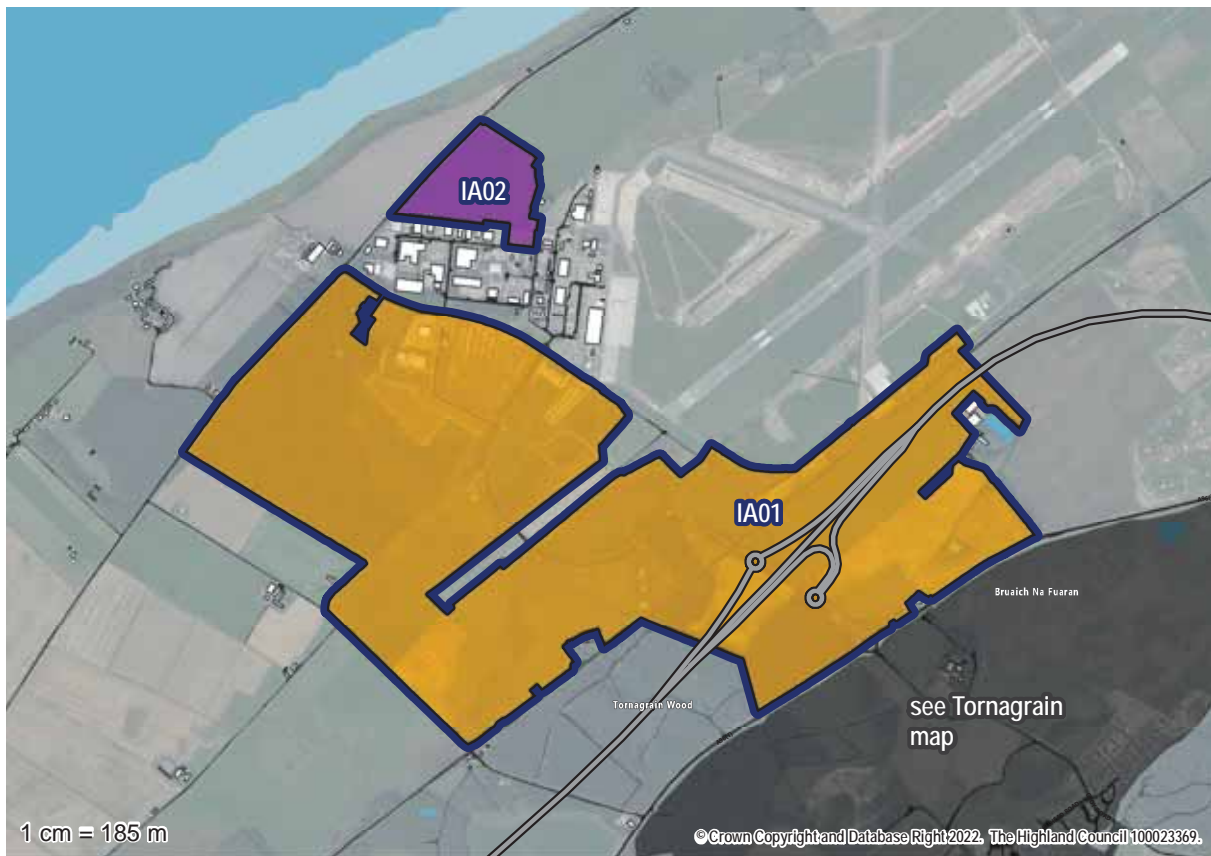 IA02
IA01
Bruaich Na Fuaran
Tornagrain Wood
see Tornagrain
map
1 cm = 185 m
© Crown Copyright and Database Right 2022. The Highland Council 100023369.